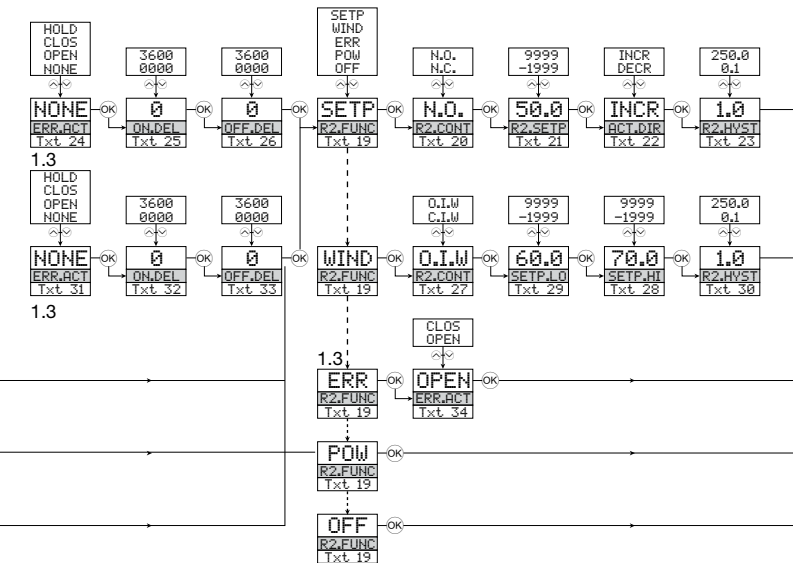 HOLD
CLOS
OPEN
NONE
3600
0000
3600
0000
SETP
WIND
ERR
POW
OFF
N.O.
N.C.
9999
-1999
INCR
DECR
250.0
0.1
NONE OK 0 OK 0 OK SETP OK N.O. OK 50.0 OK INCR OK 1.0
ERR.ACT ON.DEL OFF.DEL R2.FUNC R2.CONT R2.SETP ACT.DIR R2.HYST
Txt 24 Txt 25 Txt 26 Txt 19 Txt 20 Txt 21 Txt 22 Txt 23
1.3
HOLD
CLOS
OPEN
NONE
3600
0000
3600
0000
O.I.W
C.I.W
9999
-1999
9999
-1999
250.0
0.1
NONE OK 0 OK 0 OK WIND OK O.I.W OK 60.0 OK 70.0 OK 1.0
ERR.ACT ON.DEL OFF.DEL R2.FUNC R2.CONT SETP.LO SETP.HI R2.HYST
Txt 31 Txt 32 Txt 33 Txt 19 Txt 27 Txt 29 Txt 28 Txt 30
1.3
CLOS
OPEN
1.3
ERR OK OPEN OK
R2.FUNC ERR.ACT
Txt 19 Txt 34
POW OK
R2.FUNC
Txt 19
OFF OK
R2.FUNC
Txt 19